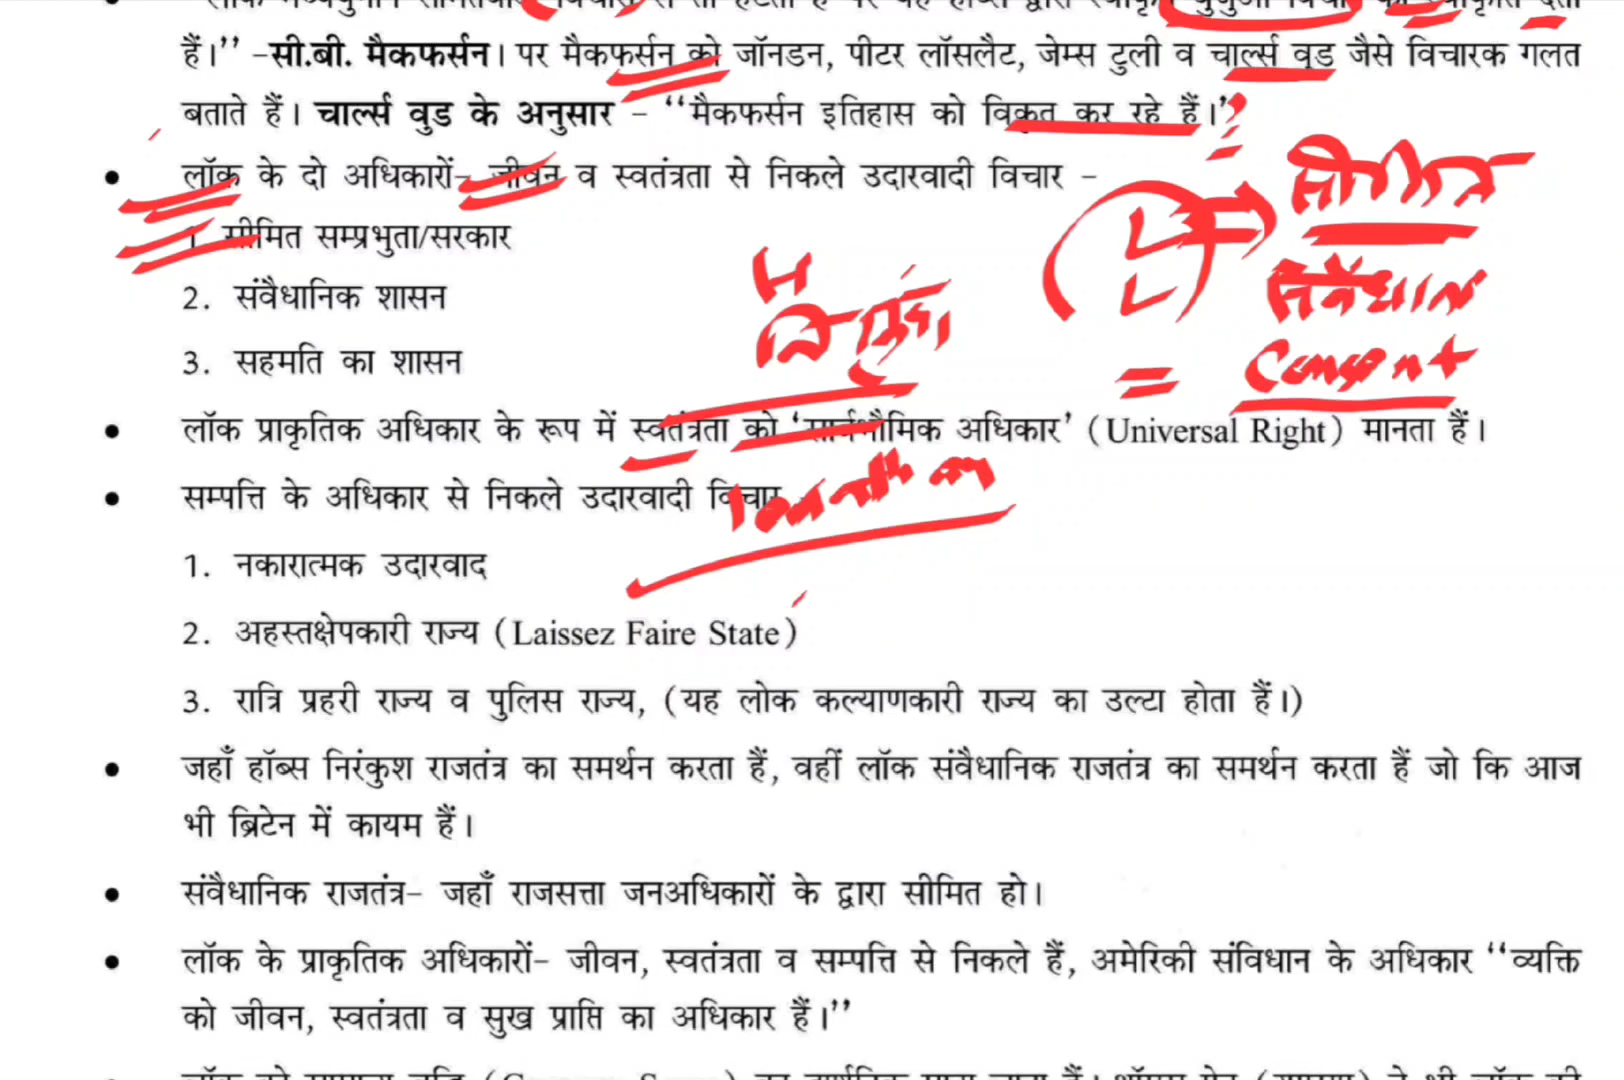 हैं।’’ –सी.बी. मैकफर्सन। पर मैकफर्सन को जॉनडन, पीटर लॉसलैट, जेम्स टुली व चार्ल्स वुड जैसे विचारक गलत
बताते हैं। चार्ल्स वुड के अनुसार – ‘‘मैकफर्सन इतिहास को विकृत कर रहे हैं।’’
• लॉक के दो अधिकारों– जीवन व स्वतंत्रता से निकले उदारवादी विचार –
1. सीमित सम्प्रभुता/सरकार
सीमित
2. संवैधानिक शासन
3. सहमति का शासन
Consent
• लॉक प्राकृतिक अधिकार के रूप में स्वतंत्रता को ‘सार्वभौमिक अधिकार’ (Universal Right) मानता हैं।
• सम्पत्ति के अधिकार से निकले उदारवादी विचार
1. नकारात्मक उदारवाद
2. अहस्तक्षेपकारी राज्य (Laissez Faire State)
3. रात्रि प्रहरी राज्य व पुलिस राज्य, (यह लोक कल्याणकारी राज्य का उल्टा होता हैं।)
• जहाँ हॉब्स निरंकुश राजतंत्र का समर्थन करता हैं, वहीं लॉक संवैधानिक राजतंत्र का समर्थन करता हैं जो कि आज
भी ब्रिटेन में कायम हैं।
• संवैधानिक राजतंत्र– जहाँ राजसत्ता जनअधिकारों के द्वारा सीमित हो।
• लॉक के प्राकृतिक अधिकारों– जीवन, स्वतंत्रता व सम्पत्ति से निकले हैं, अमेरिकी संविधान के अधिकार ‘‘व्यक्ति
को जीवन, स्वतंत्रता व सुख प्राप्ति का अधिकार हैं।’’